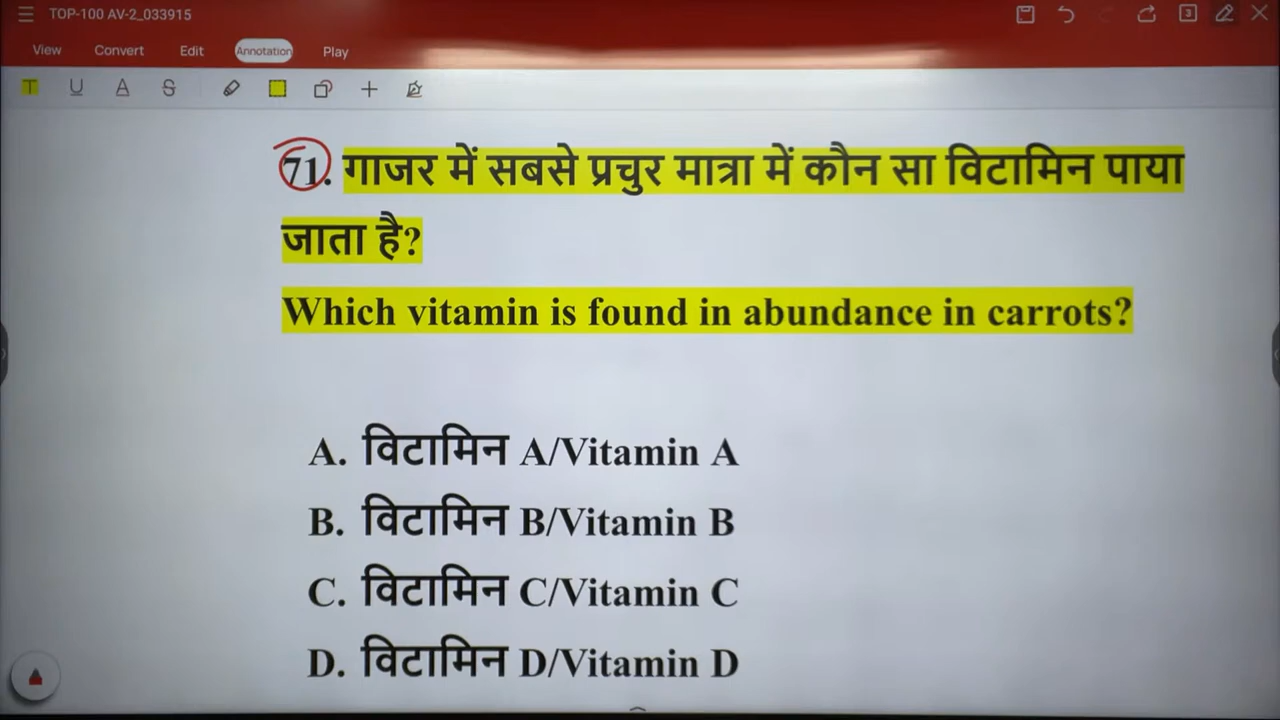 TOP-100 AV-2_033915
3
View Convert Edit Annotation Play
T U A S
71. गाजर में सबसे प्रचुर मात्रा में कौन सा विटामिन पाया
जाता है?
Which vitamin is found in abundance in carrots?
A. विटामिन A/Vitamin A
B. विटामिन B/Vitamin B
C. विटामिन C/Vitamin C
D. विटामिन D/Vitamin D